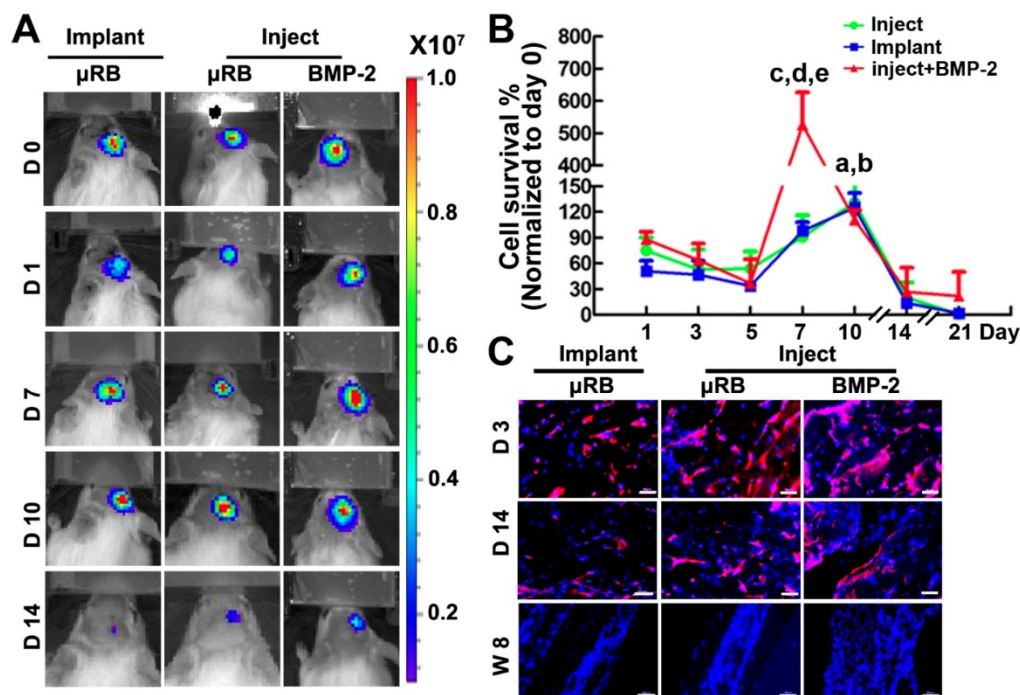 A
Implant
Inject
µRB
µRB
BMP-2
X10⁷
1.0
0.8
0.6
0.4
0.2
D 0
D 1
D 7
D 10
D 14
B
Inject
Implant
inject+BMP-2
Cell survival %
(Normalized to day 0)
800
700
600
500
400
150
120
90
60
30
0
c,d,e
a,b
1 3 5 7 10 14 21 Day
C
Implant
Inject
µRB
µRB
BMP-2
D 3
D 14
W 8